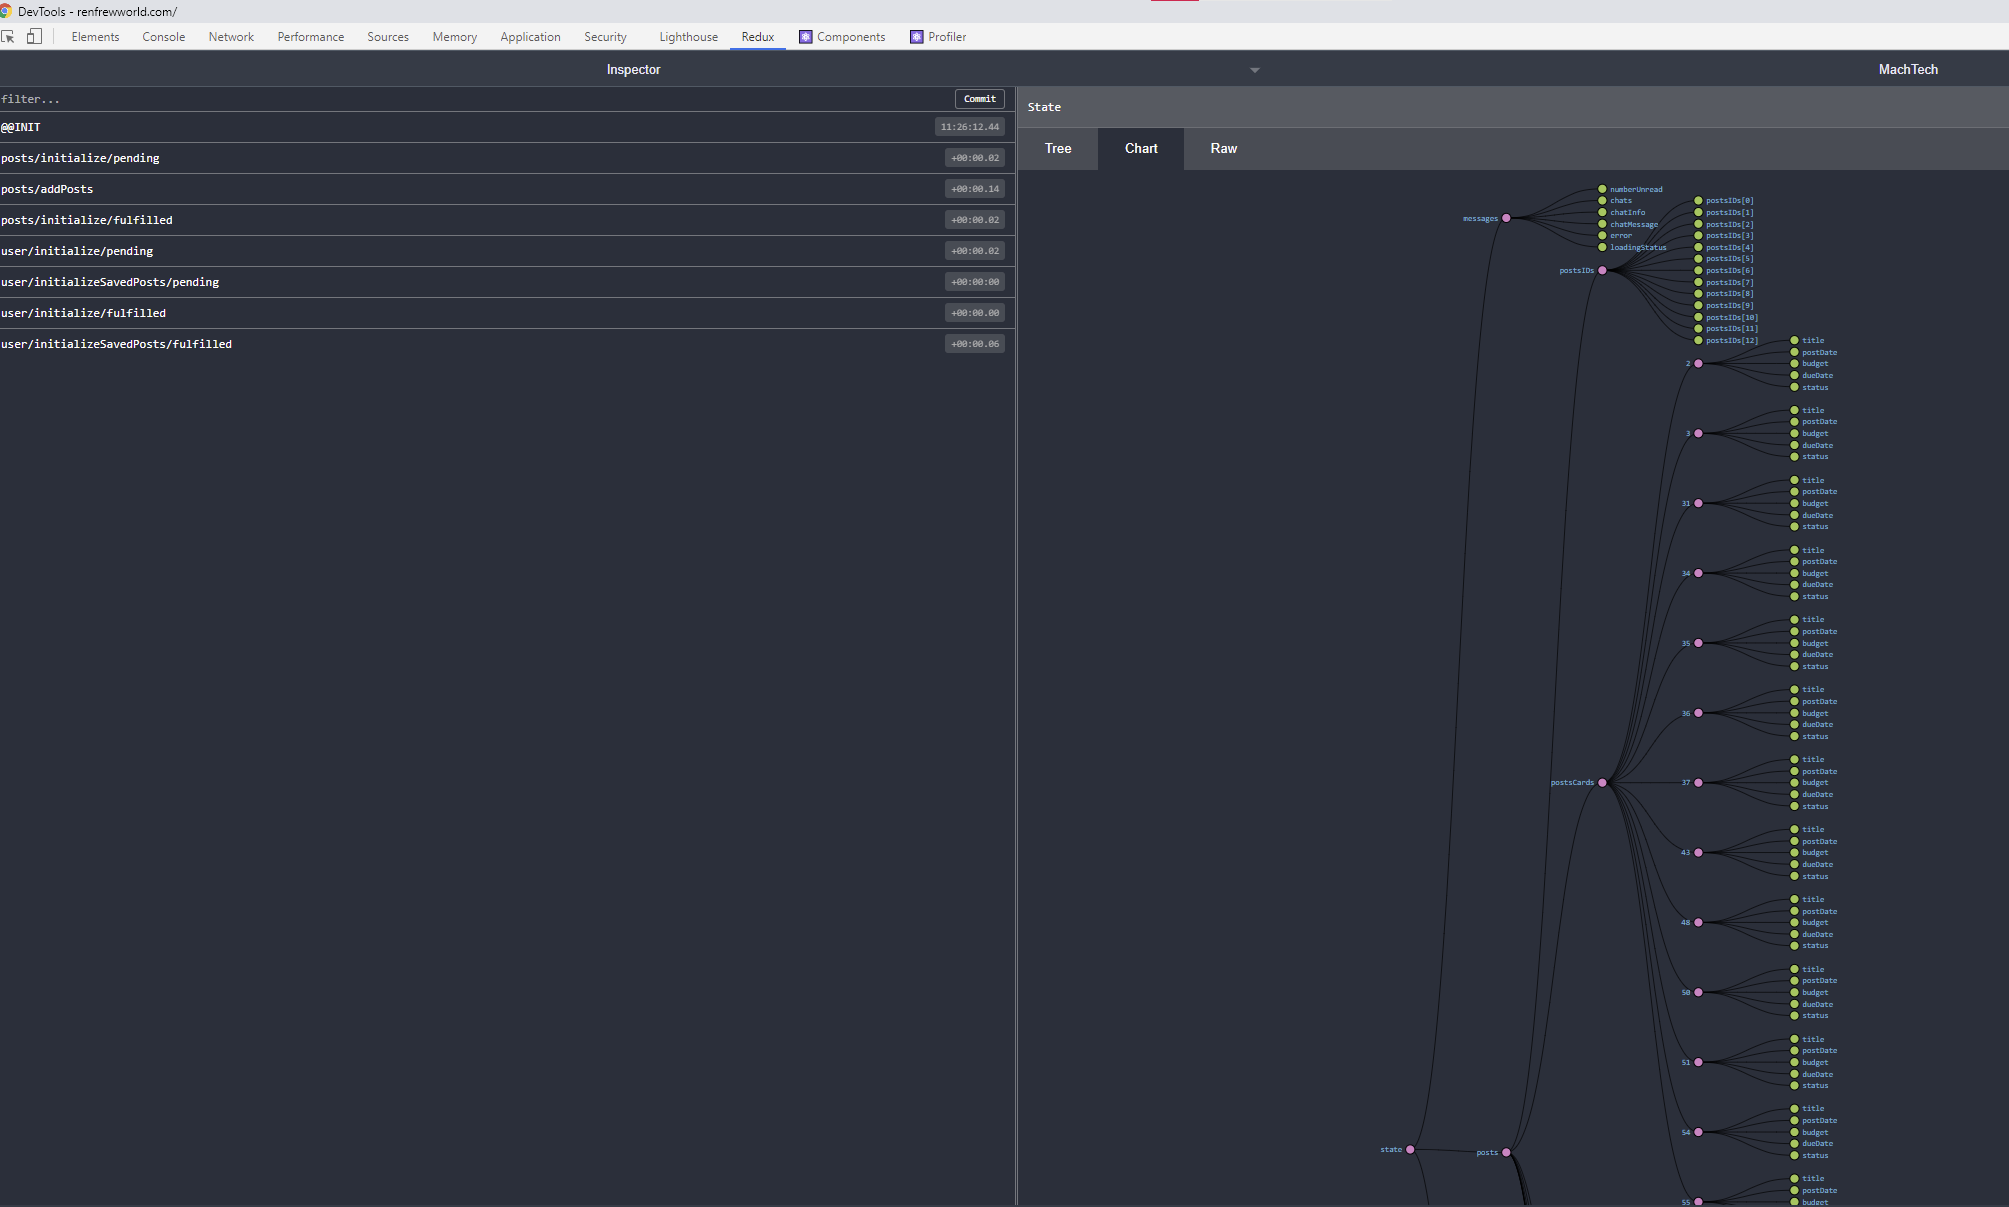 DevTools - renfrewworld.com/
Elements Console Network Performance Sources Memory Application Security Lighthouse Redux Components Profiler
Inspector
MachTech
filter...
Commit
@@INIT 11:26:12.44
posts/initialize/pending +00:00.02
posts/addPosts +00:00.14
posts/initialize/fulfilled +00:00.02
user/initialize/pending +00:00.02
user/initializeSavedPosts/pending +00:00:00
user/initialize/fulfilled +00:00.00
user/initializeSavedPosts/fulfilled +00:00.06
State
Tree Chart Raw
messages
numberUnread
chats
chatInfo
chatMessage
error
loadingStatus
postsIDs
postsIDs[0]
postsIDs[1]
postsIDs[2]
postsIDs[3]
postsIDs[4]
postsIDs[5]
postsIDs[6]
postsIDs[7]
postsIDs[8]
postsIDs[9]
postsIDs[10]
postsIDs[11]
postsIDs[12]
postsCards
2
title
postDate
budget
dueDate
status
3
title
postDate
budget
dueDate
status
31
title
postDate
budget
dueDate
status
34
title
postDate
budget
dueDate
status
35
title
postDate
budget
dueDate
status
36
title
postDate
budget
dueDate
status
37
title
postDate
budget
dueDate
status
43
title
postDate
budget
dueDate
status
48
title
postDate
budget
dueDate
status
50
title
postDate
budget
dueDate
status
51
title
postDate
budget
dueDate
status
54
title
postDate
budget
dueDate
status
55
title
postDate
budget
state
posts